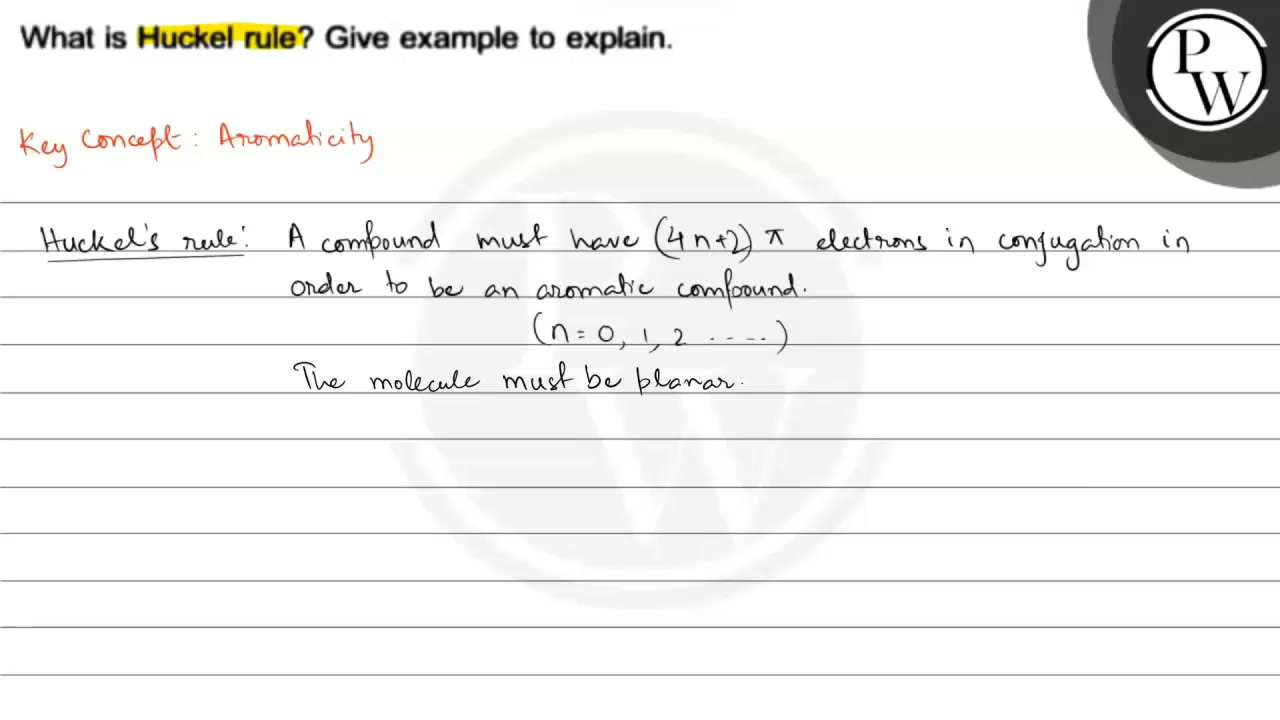 What is Huckel rule? Give example to explain.
PW
Key Concept: Aromaticity
Huckel's rule: A compound must have (4n+2) π electrons in conjugation in
order to be an aromatic compound.
(n = 0, 1, 2 .....)
The molecule must be planar.